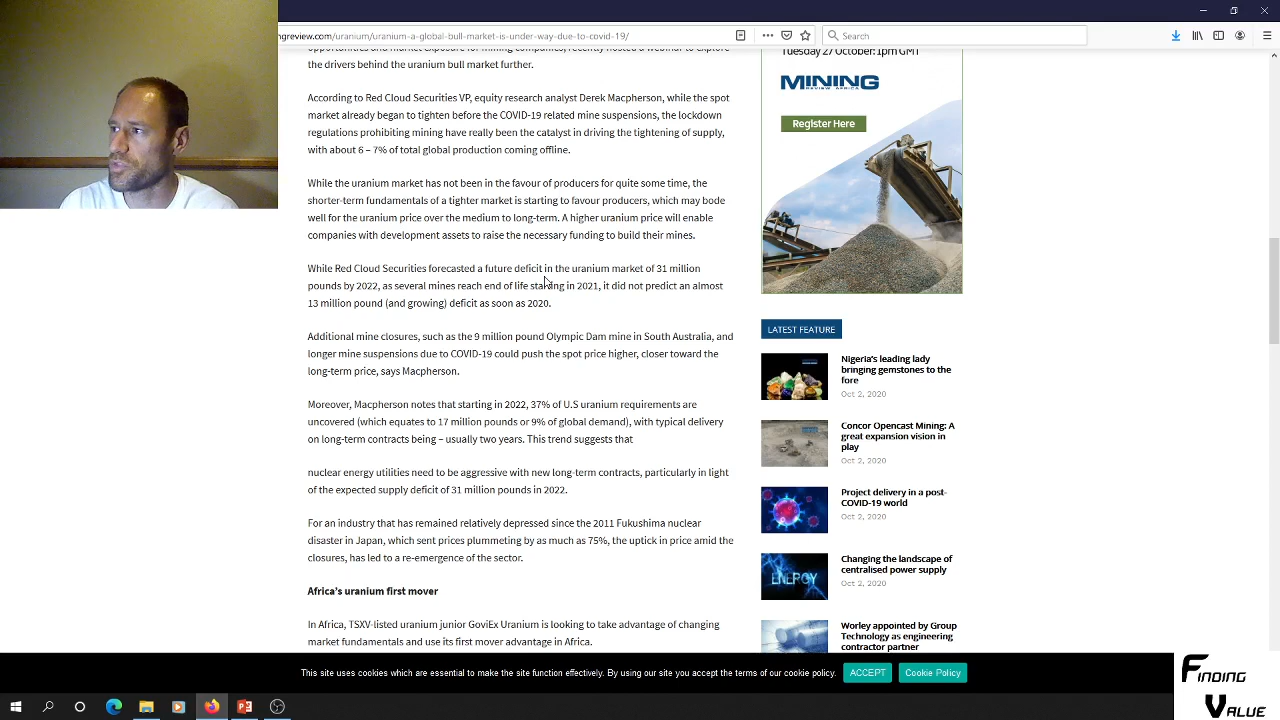 ngreview.com/uranium/uranium-a-global-bull-market-is-under-way-due-to-covid-19/
Search
opportunities and market exposure for mining companies, recently hosted a webinar to explore
the drivers behind the uranium bull market further.
According to Red Cloud Securities VP, equity research analyst Derek Macpherson, while the spot
market already began to tighten before the COVID-19 related mine suspensions, the lockdown
regulations prohibiting mining have really been the catalyst in driving the tightening of supply,
with about 6 – 7% of total global production coming offline.
While the uranium market has not been in the favour of producers for quite some time, the
shorter-term fundamentals of a tighter market is starting to favour producers, which may bode
well for the uranium price over the medium to long-term. A higher uranium price will enable
companies with development assets to raise the necessary funding to build their mines.
While Red Cloud Securities forecasted a future deficit in the uranium market of 31 million
pounds by 2022, as several mines reach end of life starting in 2021, it did not predict an almost
13 million pound (and growing) deficit as soon as 2020.
Additional mine closures, such as the 9 million pound Olympic Dam mine in South Australia, and
longer mine suspensions due to COVID-19 could push the spot price higher, closer toward the
long-term price, says Macpherson.
Moreover, Macpherson notes that starting in 2022, 37% of U.S uranium requirements are
uncovered (which equates to 17 million pounds or 9% of global demand), with typical delivery
on long-term contracts being – usually two years. This trend suggests that
nuclear energy utilities need to be aggressive with new long-term contracts, particularly in light
of the expected supply deficit of 31 million pounds in 2022.
For an industry that has remained relatively depressed since the 2011 Fukushima nuclear
disaster in Japan, which sent prices plummeting by as much as 75%, the uptick in price amid the
closures, has led to a re-emergence of the sector.
Africa's uranium first mover
In Africa, TSXV-listed uranium junior GoviEx Uranium is looking to take advantage of changing
market fundamentals and use its first mover advantage in Africa.
Tuesday 27 October: 1pm GMT
MINING
REVIEW AFRICA
Register Here
LATEST FEATURE
Nigeria's leading lady
bringing gemstones to the
fore
Oct 2, 2020
Concor Opencast Mining: A
great expansion vision in
play
Oct 2, 2020
Project delivery in a post-
COVID-19 world
Oct 2, 2020
ENERGY
Changing the landscape of
centralised power supply
Oct 2, 2020
Worley appointed by Group
Technology as engineering
contractor partner
This site uses cookies which are essential to make the site function effectively. By using our site you accept the terms of our cookie policy.
ACCEPT
Cookie Policy
FINDING
VALUE